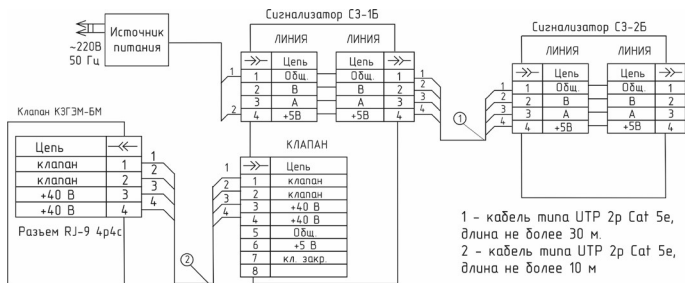 Сигнализатор СЗ-1Б
Источник
питания
~220В
50 Гц
ЛИНИЯ
ЛИНИЯ
Цепь
Цепь
1 Общ. Общ. 1
2 В В 2
3 А А 3
4 +5В +5В 4
1
2
1
2
3
4
1
Сигнализатор СЗ-2Б
ЛИНИЯ
ЛИНИЯ
Цепь
Цепь
1 Общ. Общ. 1
2 В В 2
3 А А 3
4 +5В +5В 4
1
2
3
4
Клапан КЗГЭМ-БМ
Цепь
клапан 1
клапан 2
+40 В 3
+40 В 4
Разъем RJ-9 4p4c
1
2
3
4
2
КЛАПАН
Цепь
1 клапан
2 клапан
3 +40 В
4 +40 В
5 Общ.
6 +5 В
7 кл. закр.
8
1
2
3
4
1 - кабель типа UTP 2p Cat 5e,
длина не более 30 м.
2 - кабель типа UTP 2p Cat 5e,
длина не более 10 м